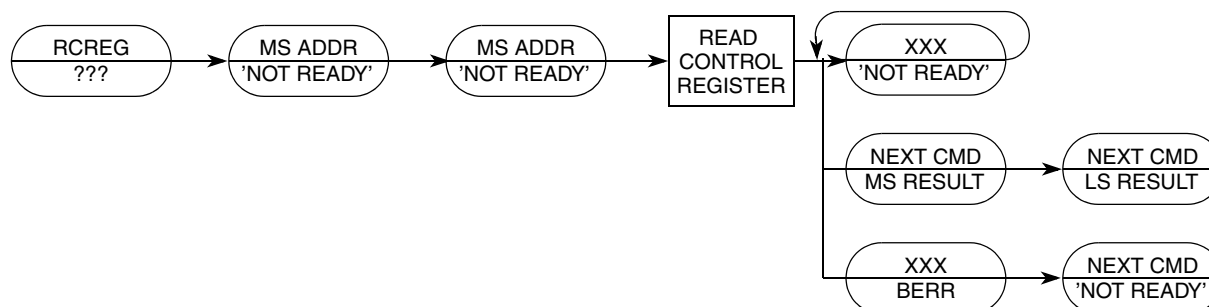 RCREG
???
MS ADDR
'NOT READY'
MS ADDR
'NOT READY'
READ
CONTROL
REGISTER
XXX
'NOT READY'
NEXT CMD
MS RESULT
NEXT CMD
LS RESULT
XXX
BERR
NEXT CMD
'NOT READY'